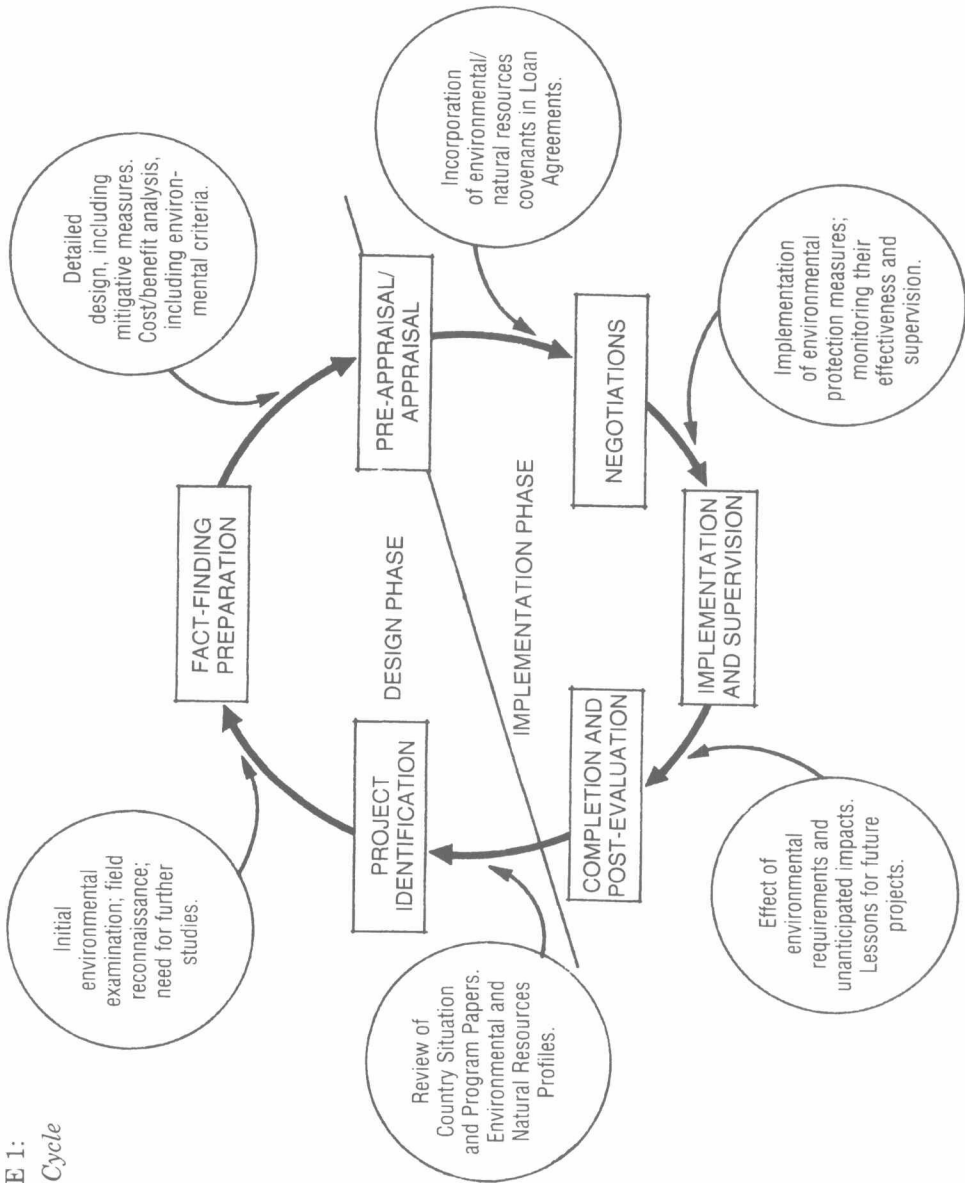 E 1:
Cycle
Initial
environmental
examination; field
reconnaissance;
need for further
studies.
FACT-FINDING
PREPARATION
Detailed
design, including
mitigative measures.
Cost/benefit analysis,
including environ-
mental criteria.
Review of
Country Situation
and Program Papers.
Environmental and
Natural Resources
Profiles.
PROJECT
IDENTIFICATION
DESIGN PHASE
PRE-APPRAISAL/
APPRAISAL
Incorporation
of environmental/
natural resources
covenants in Loan
Agreements.
IMPLEMENTATION PHASE
COMPLETION AND
POST-EVALUATION
NEGOTIATIONS
Effect of
environmental
requirements and
unanticipated impacts.
Lessons for future
projects.
IMPLEMENTATION
AND SUPERVISION
Implementation
of environmental
protection measures;
monitoring their
effectiveness and
supervision.